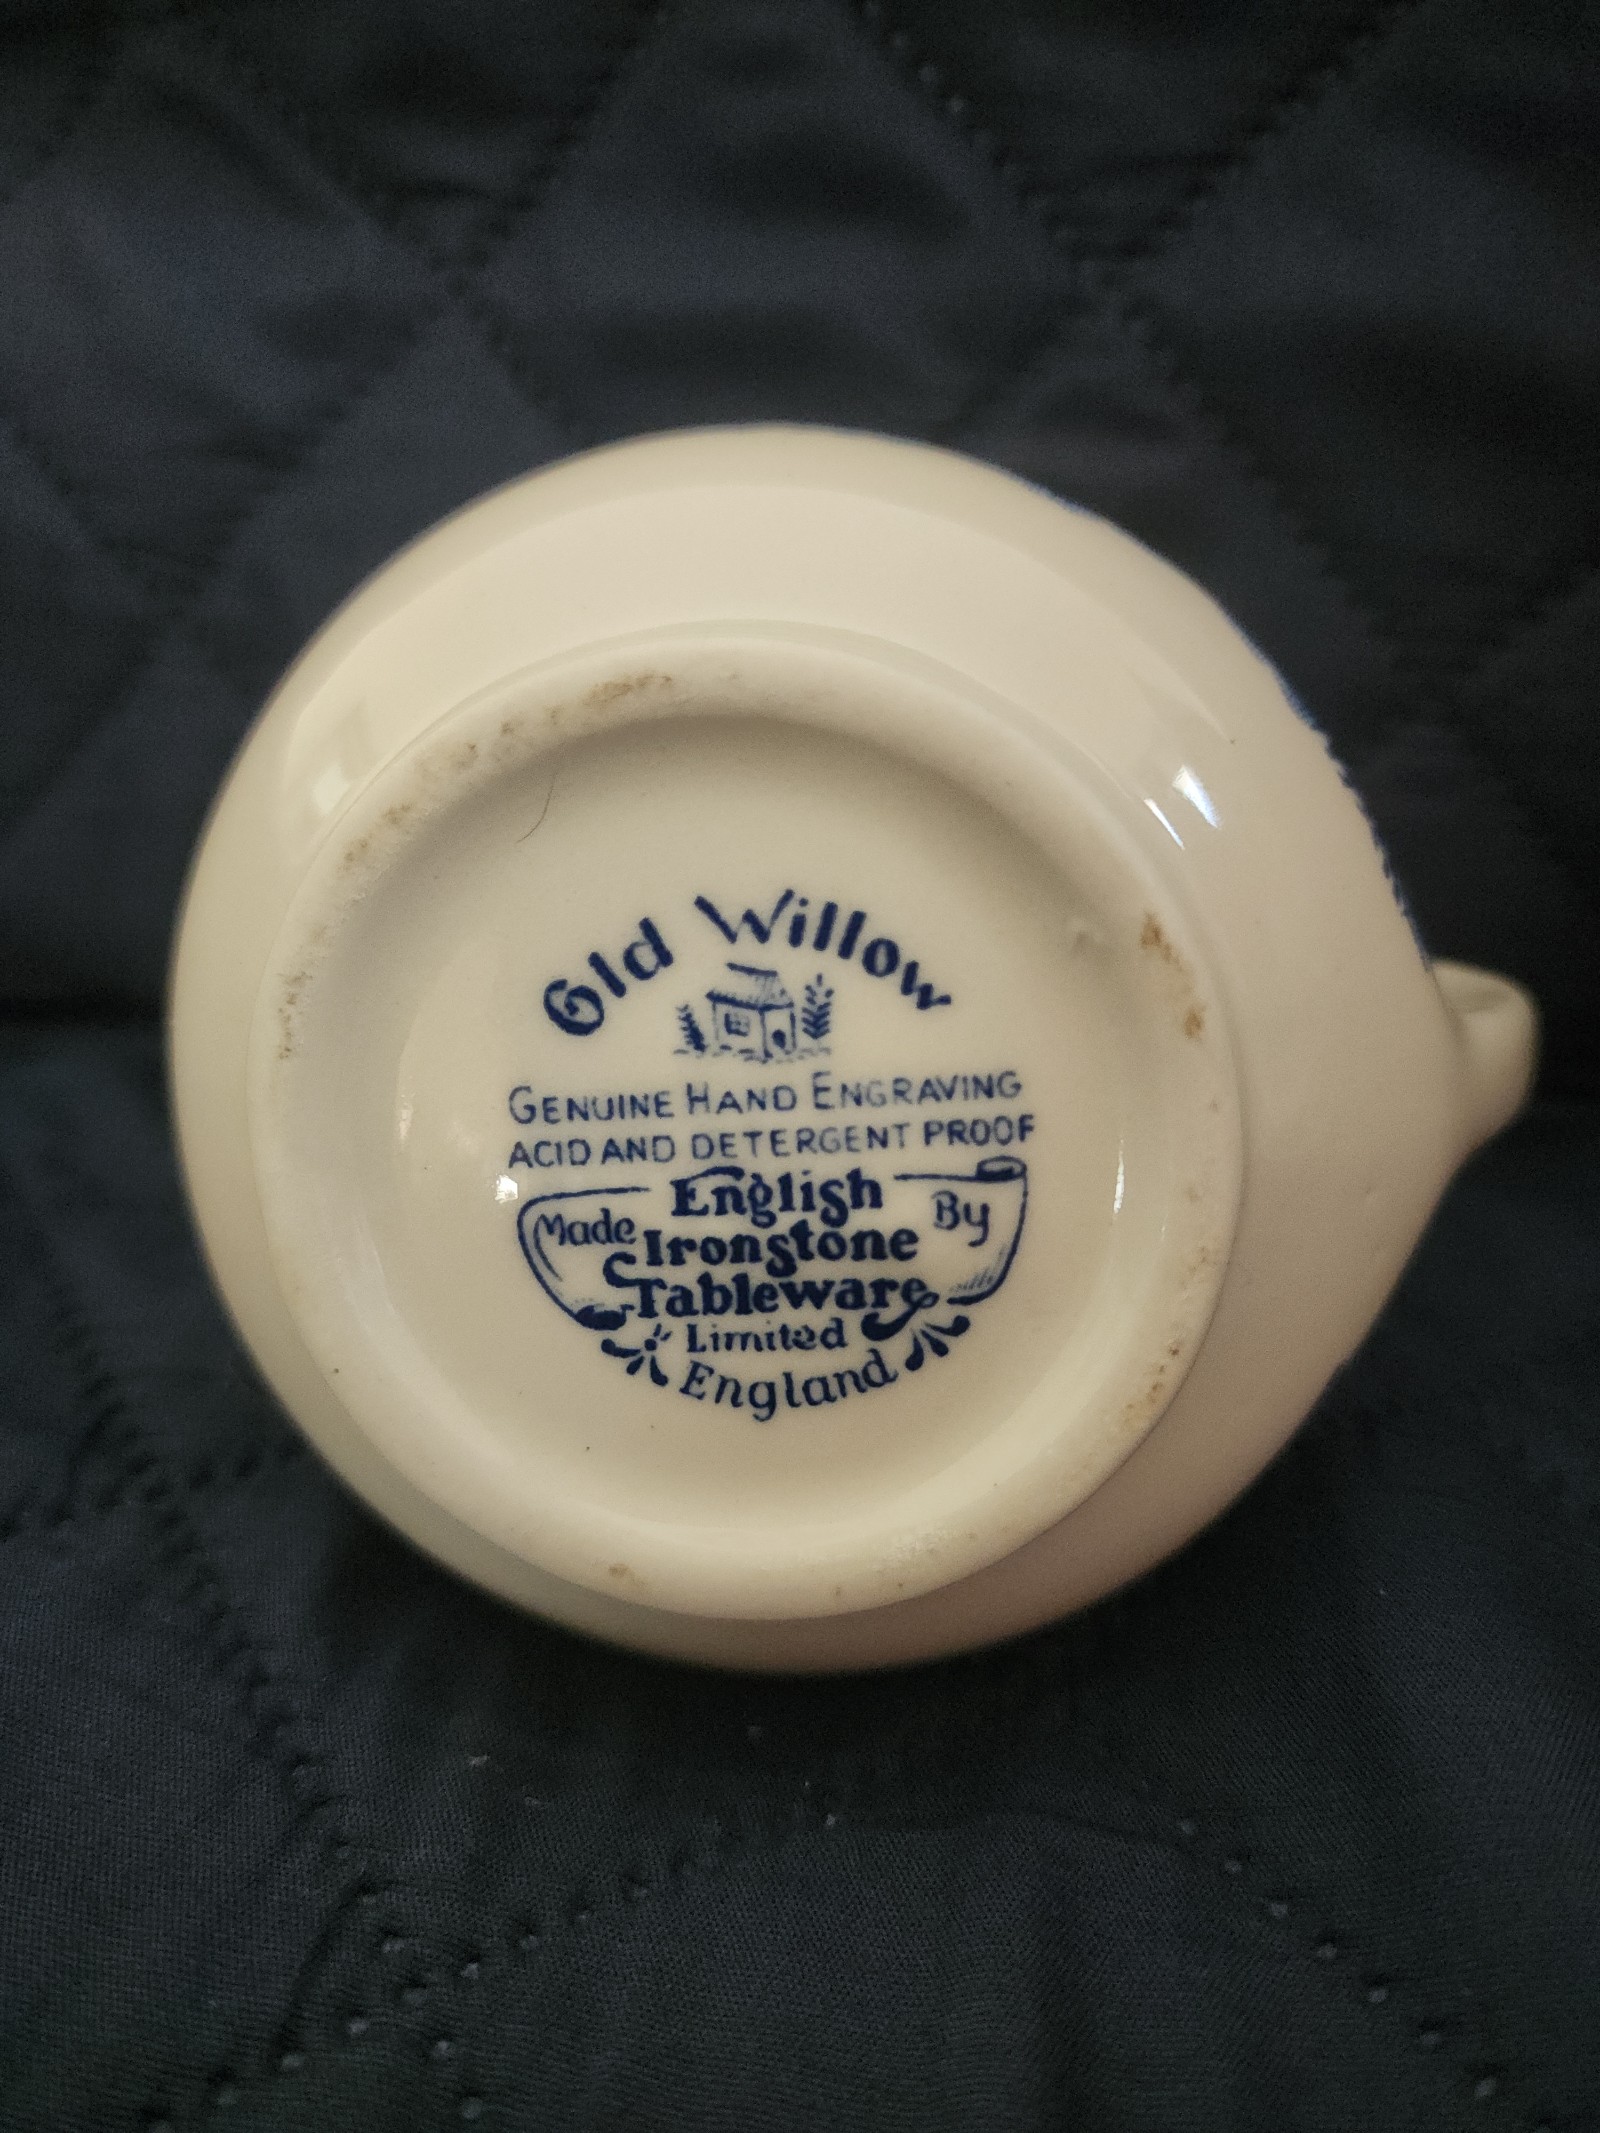 Old Willow
GENUINE HAND ENGRAVING
ACID AND DETERGENT PROOF
Made English By
Ironstone
Tableware
Limited
England